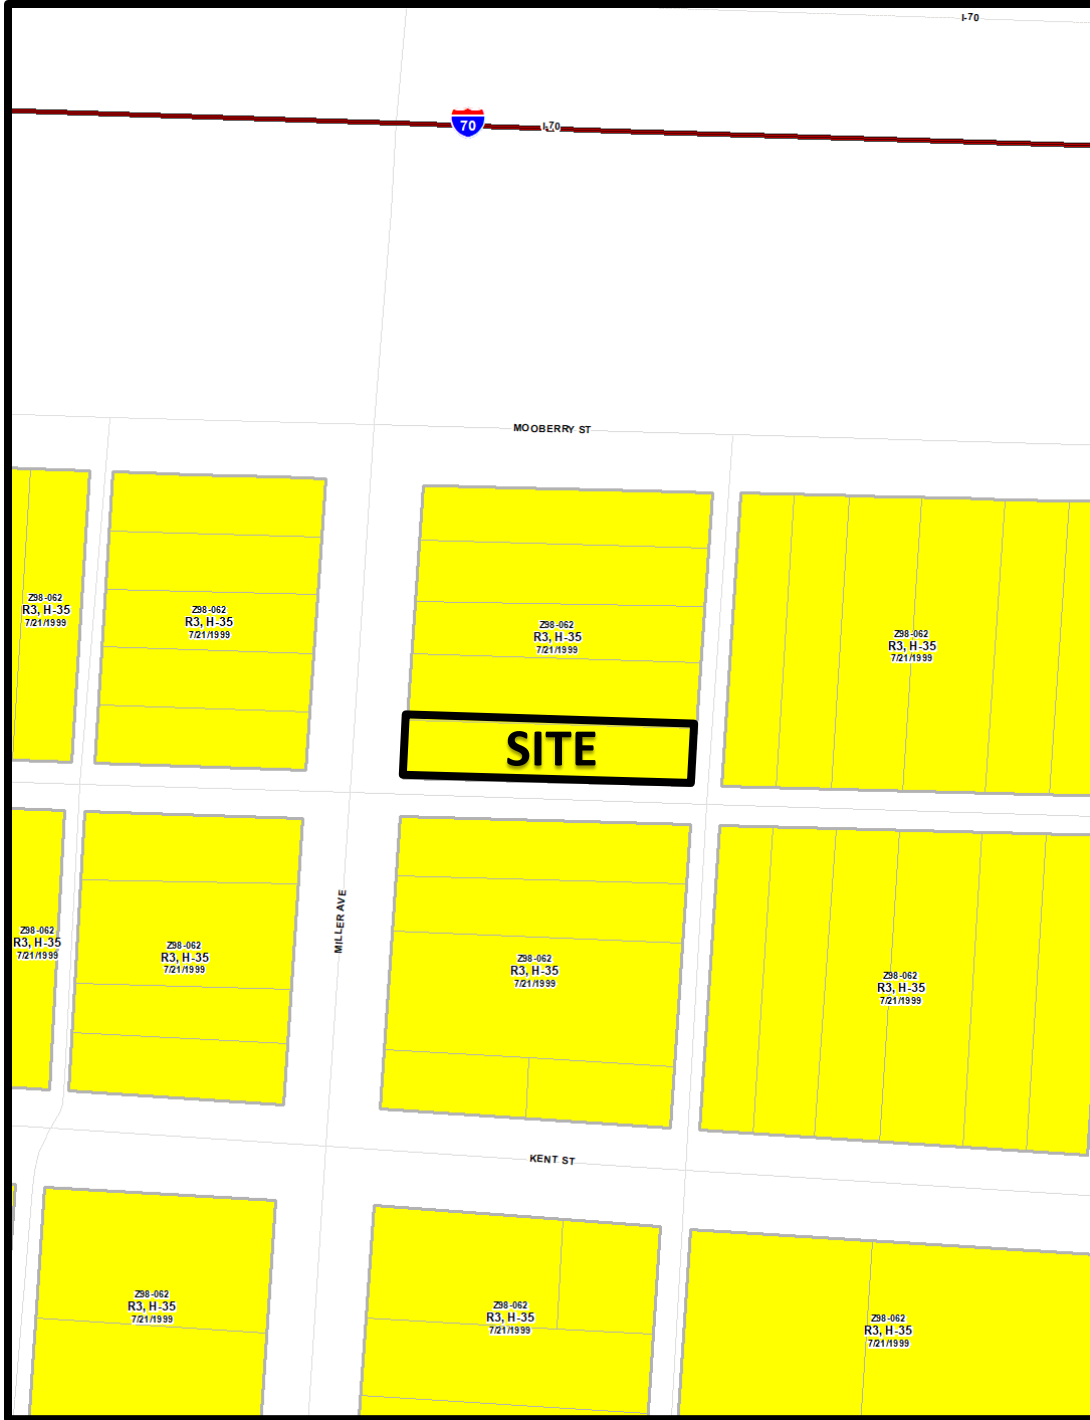 I-70
70
I-70
MOOBERRY ST
Z98-062
R3, H-35
7/21/1999
Z98-062
R3, H-35
7/21/1999
Z98-062
R3, H-35
7/21/1999
Z98-062
R3, H-35
7/21/1999
SITE
MILLER AVE
Z98-062
R3, H-35
7/21/1999
Z98-062
R3, H-35
7/21/1999
Z98-062
R3, H-35
7/21/1999
Z98-062
R3, H-35
7/21/1999
KENT ST
Z98-062
R3, H-35
7/21/1999
Z98-062
R3, H-35
7/21/1999
Z98-062
R3, H-35
7/21/1999